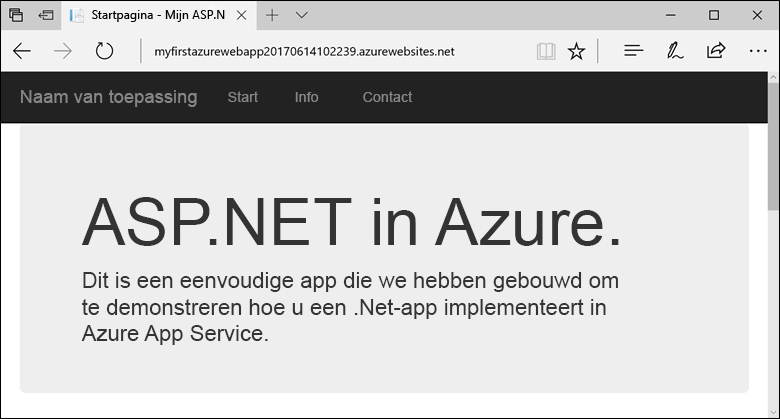 Startpagina - Mijn ASP.N
myfirstazurewebapp20170614102239.azurewebsites.net
Naam van toepassing Start Info Contact
ASP.NET in Azure.
Dit is een eenvoudige app die we hebben gebouwd om
te demonstreren hoe u een .Net-app implementeert in
Azure App Service.